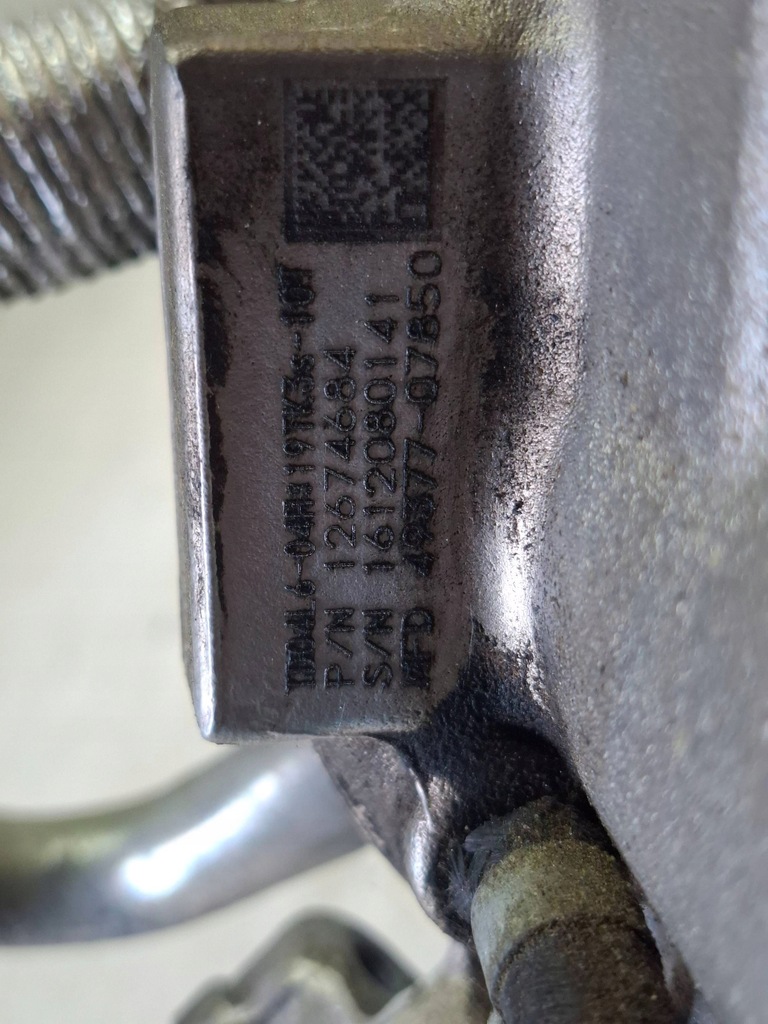 TD04L6-04HR19TK3s-10T
P/N 12674684
S/N 1612080141
MFD 49377-07850